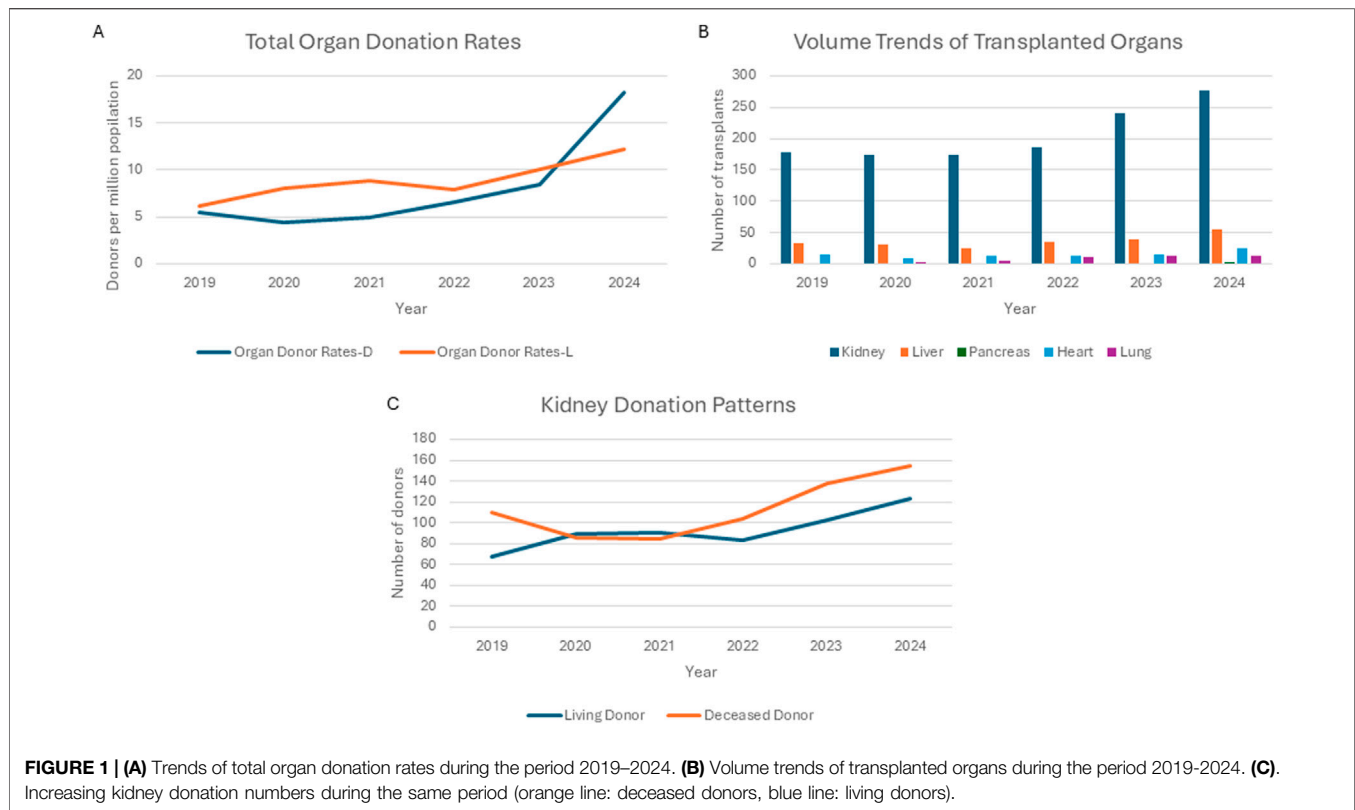 A
Total Organ Donation Rates
Donors per million popilation
20
15
10
5
0
2019 2020 2021 2022 2023 2024
Year
Organ Donor Rates-D Organ Donor Rates-L
B
Volume Trends of Transplanted Organs
Number of transplants
300
250
200
150
100
50
0
2019 2020 2021 2022 2023 2024
Year
Kidney Liver Pancreas Heart Lung
C
Kidney Donation Patterns
Number of donors
180
160
140
120
100
80
60
40
20
0
2019 2020 2021 2022 2023 2024
Year
Living Donor Deceased Donor
FIGURE 1 | (A) Trends of total organ donation rates during the period 2019–2024. (B) Volume trends of transplanted organs during the period 2019-2024. (C).
Increasing kidney donation numbers during the same period (orange line: deceased donors, blue line: living donors).